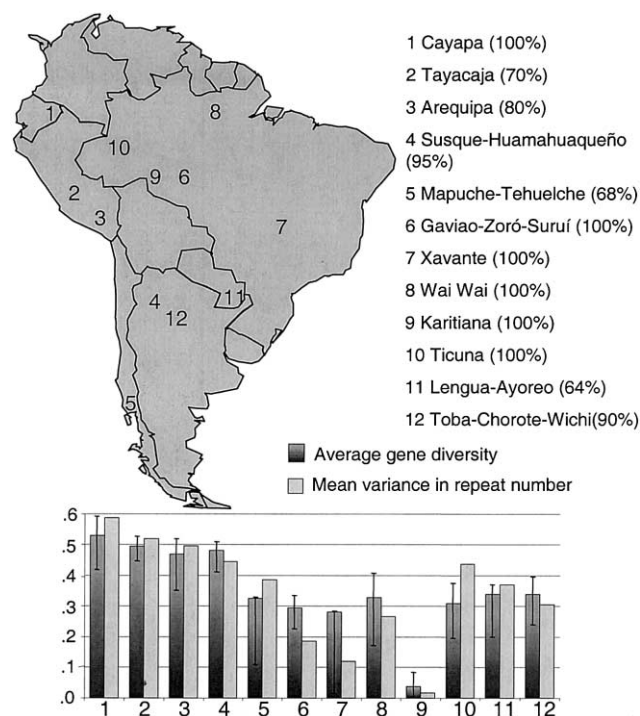 1 Cayapa (100%)
2 Tayacaja (70%)
3 Arequipa (80%)
4 Susque-Huamahuaqueño
(95%)
5 Mapuche-Tehuelche (68%)
6 Gaviao-Zoró-Suruí (100%)
7 Xavante (100%)
8 Wai Wai (100%)
9 Karitiana (100%)
10 Ticuna (100%)
11 Lengua-Ayoreo (64%)
12 Toba-Chorote-Wichi(90%)
1
8
10
9 6
2
3
7
4
11
12
5
Average gene diversity
Mean variance in repeat number
.6
.5
.4
.3
.2
.1
.0
1 2 3 4 5 6 7 8 9 10 11 12